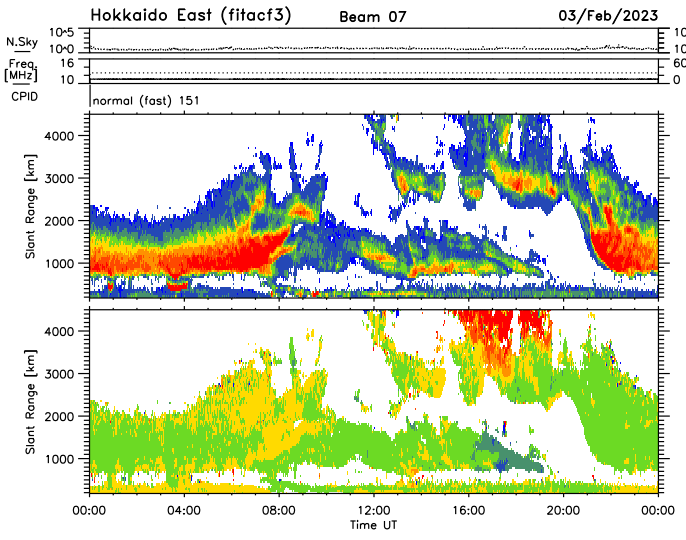 Hokkaido East (fitacf3) Beam 07 03/Feb/2023
10^5 10
N.Sky
10^0 10
Freq. 16 60
[MHz] 10 0
CPID
normal (fast) 151
4000
3000
2000
1000
Slant Range [km]
4000
3000
2000
1000
Slant Range [km]
00:00 04:00 08:00 12:00 16:00 20:00 00:00
Time UT